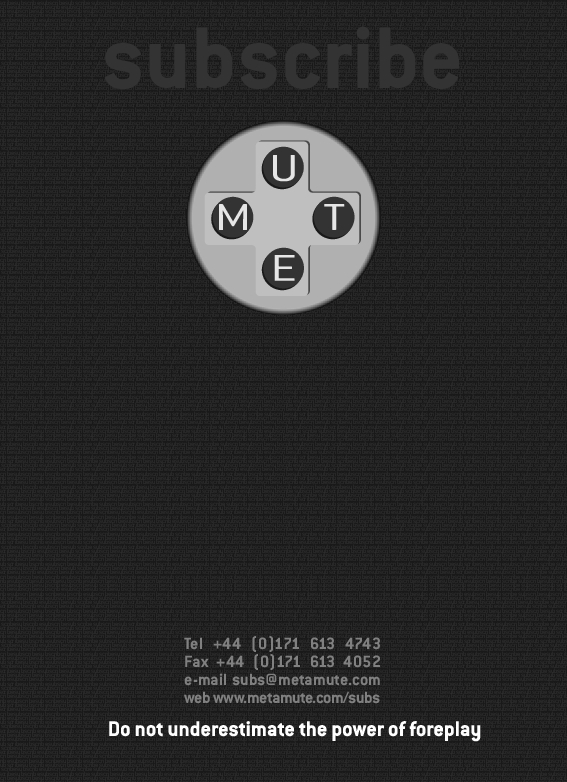 subscribe
U
M T
E
Tel +44 (0)171 613 4743
Fax +44 (0)171 613 4052
e-mail subs@metamute.com
web www.metamute.com/subs
Do not underestimate the power of foreplay